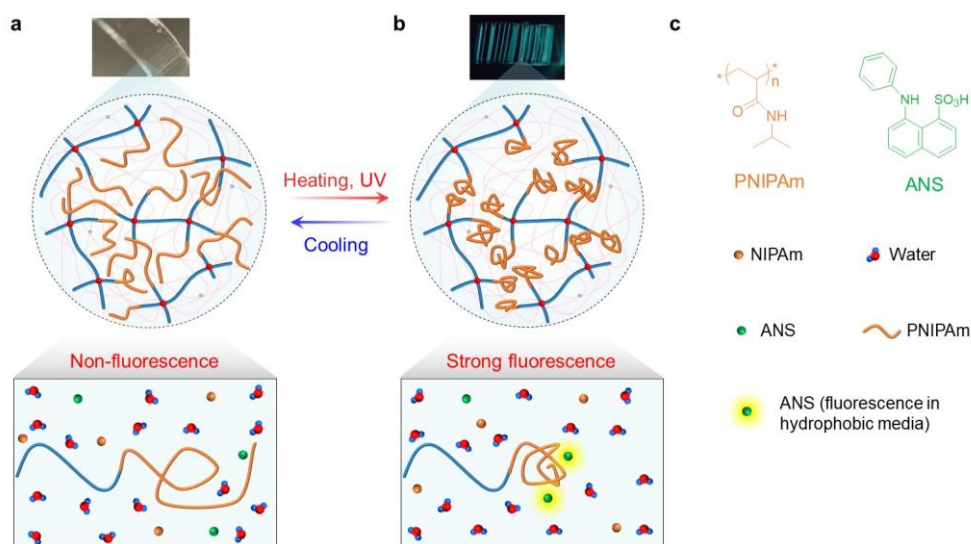 a
b
c
Heating, UV
Cooling
Non-fluorescence
Strong fluorescence
*
n
*
O
NH
NH
SO₃H
PNIPAm
ANS
NIPAm
Water
ANS
PNIPAm
ANS (fluorescence in
hydrophobic media)